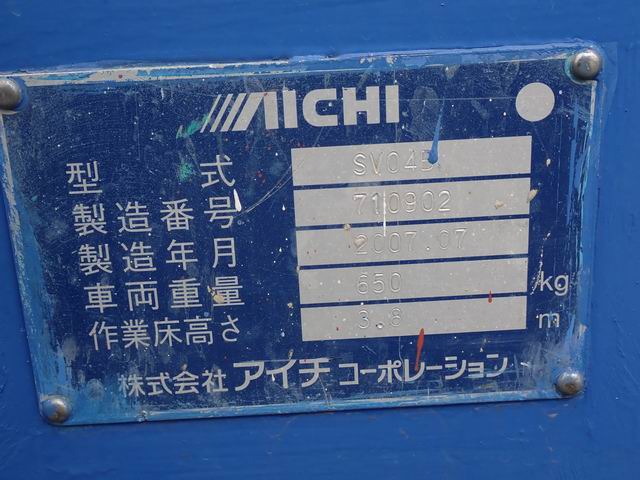 AICHI
型式 SV04B
製造番号 710902
製造年月 2007.07
車両重量 650 kg
作業床高さ 3.8 m
株式会社アイチコーポレーション